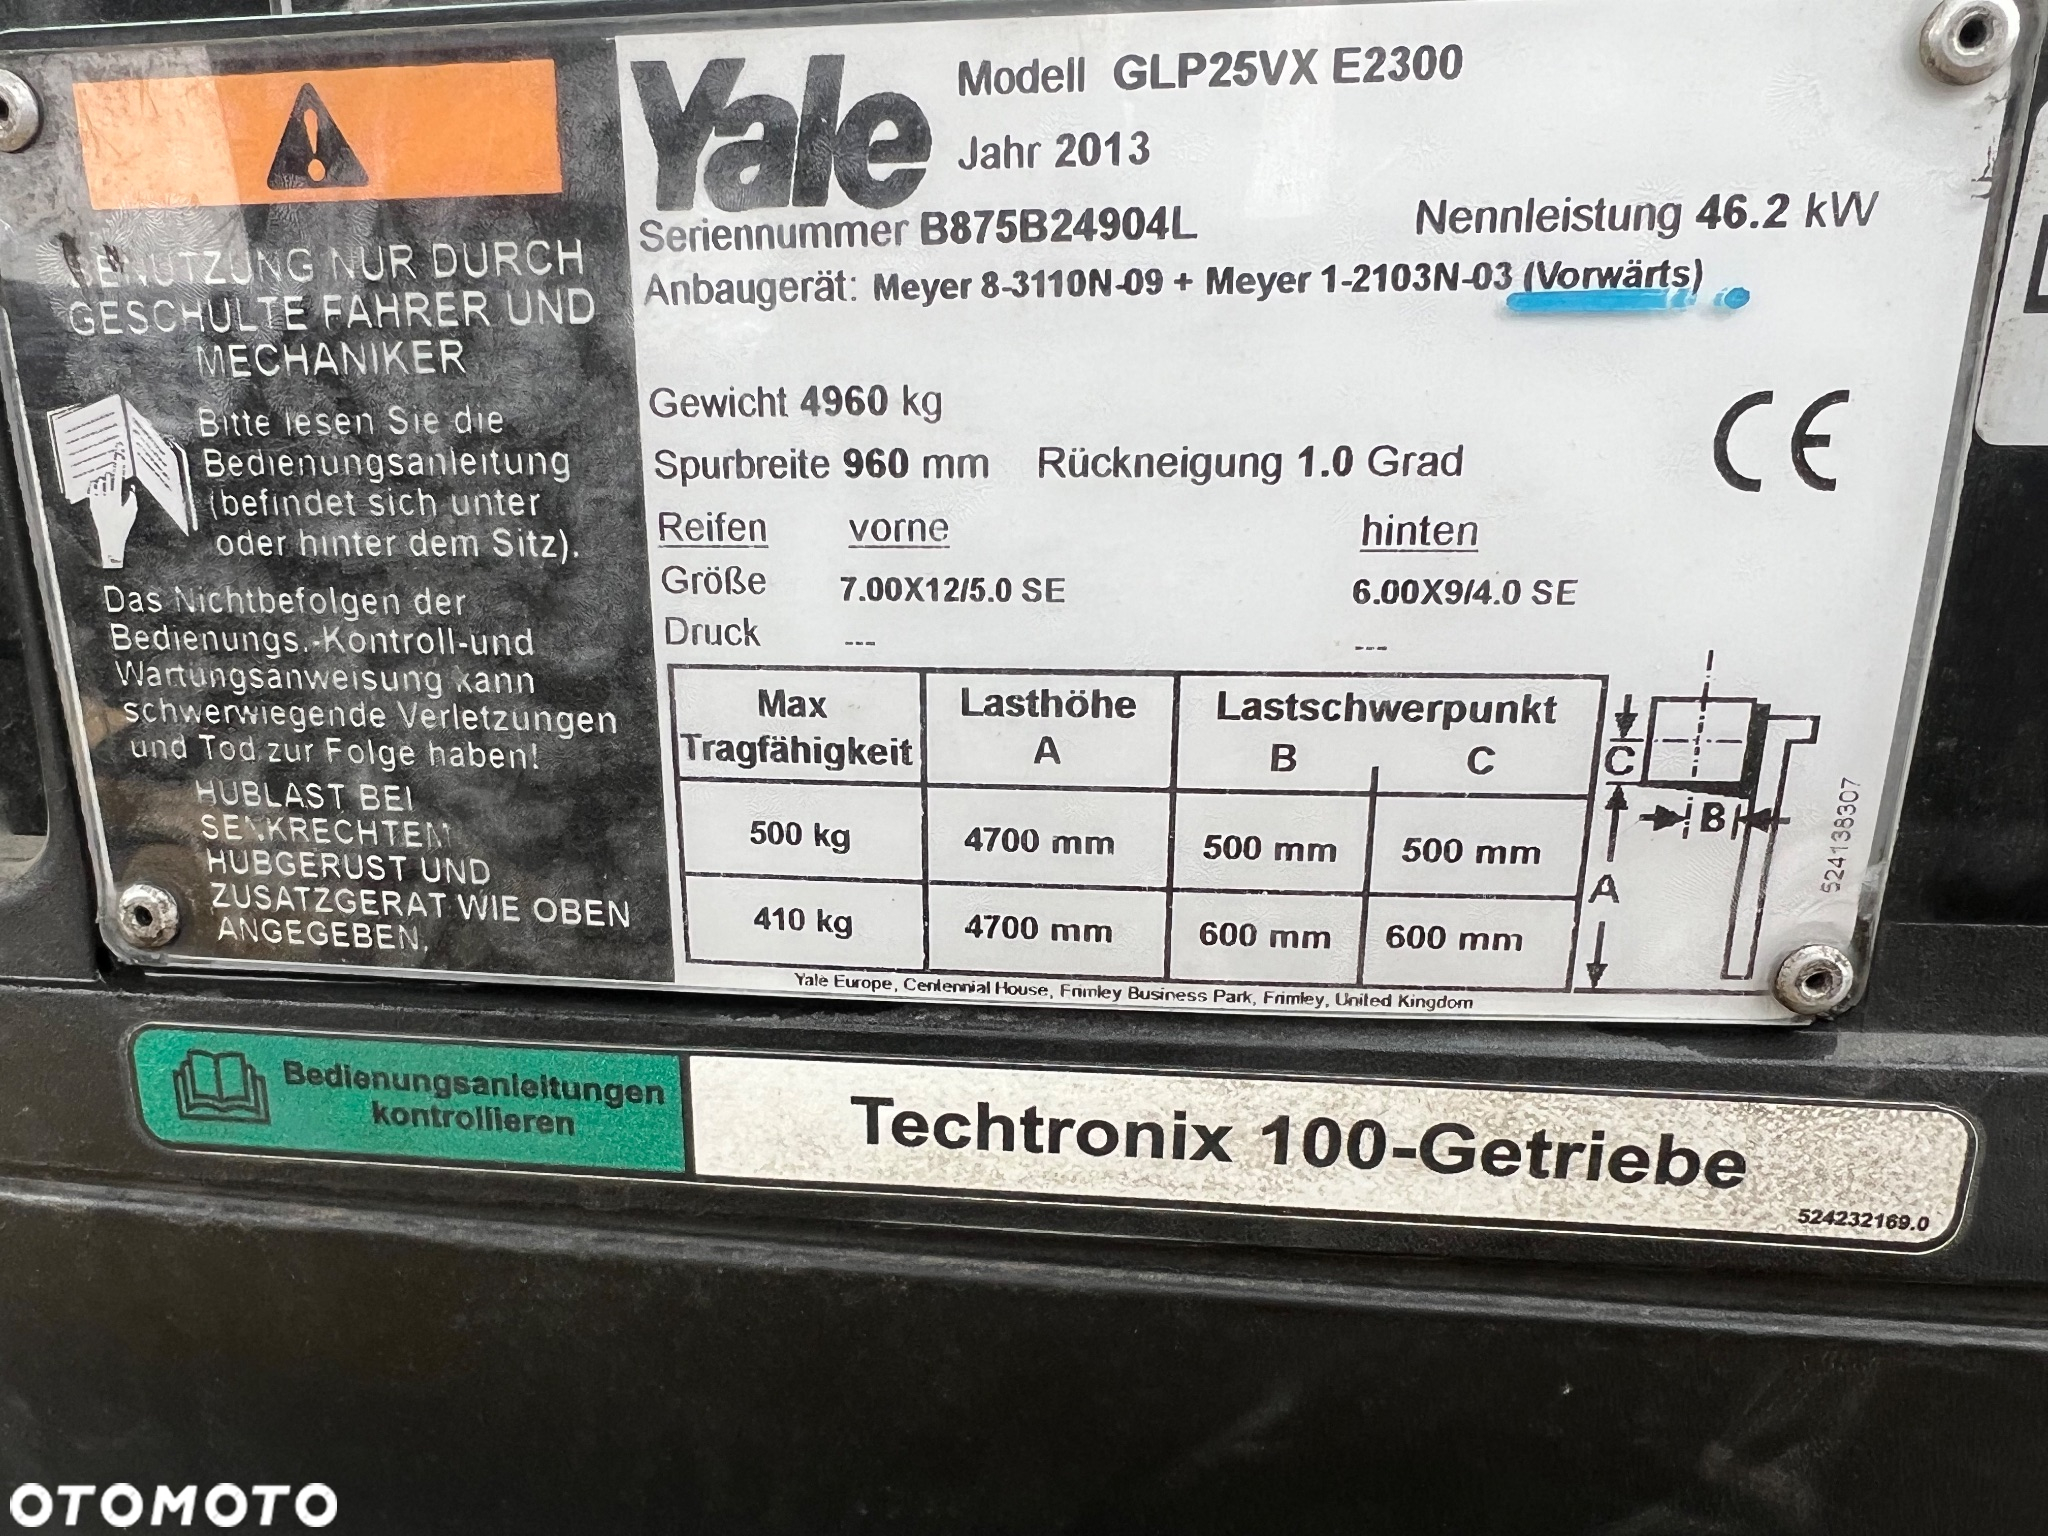 BENUTZUNG NUR DURCH
GESCHULTE FAHRER UND
MECHANIKER
Bitte lesen Sie die
Bedienungsanleitung
(befindet sich unter
oder hinter dem Sitz).
Das Nichtbefolgen der
Bedienungs.-Kontroll-und
Wartungsanweisung kann
schwerwiegende Verletzungen
und Tod zur Folge haben!
HUBLAST BEI
SENKRECHTEM
HUBGERUST UND
ZUSATZGERAT WIE OBEN
ANGEGEBEN.
Yale
Modell GLP25VX E2300
Jahr 2013
Seriennummer B875B24904L Nennleistung 46.2 kW
Anbaugerät: Meyer 8-3110N-09 + Meyer 1-2103N-03 (Vorwärts)
Gewicht 4960 kg
CE
Spurbreite 960 mm Rückneigung 1.0 Grad
Reifen vorne hinten
Größe 7.00X12/5.0 SE 6.00X9/4.0 SE
Druck --- ---
Max Lasthöhe Lastschwerpunkt
Tragfähigkeit A B C
500 kg 4700 mm 500 mm 500 mm
410 kg 4700 mm 600 mm 600 mm
C
B
A
524138307
Yale Europe, Centennial House, Frimley Business Park, Frimley, United Kingdom
Bedienungsanleitungen
kontrollieren
Techtronix 100-Getriebe
524232169.0
OTOMOTO